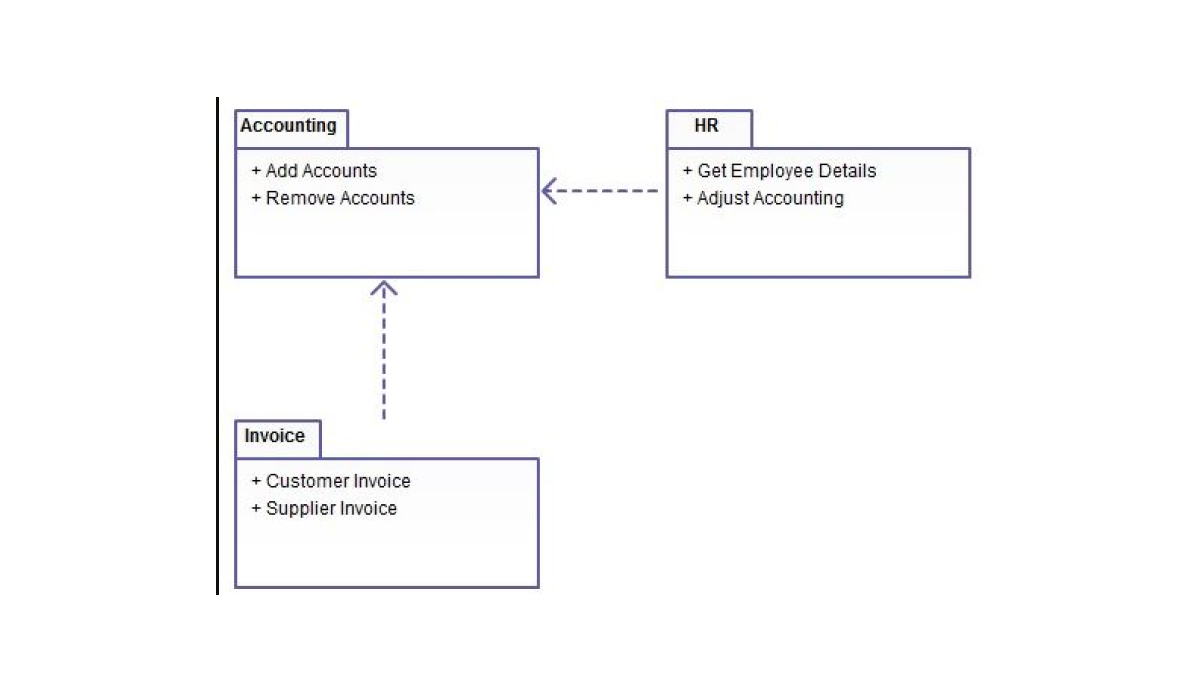 Accounting
+ Add Accounts
+ Remove Accounts
HR
+ Get Employee Details
+ Adjust Accounting
Invoice
+ Customer Invoice
+ Supplier Invoice